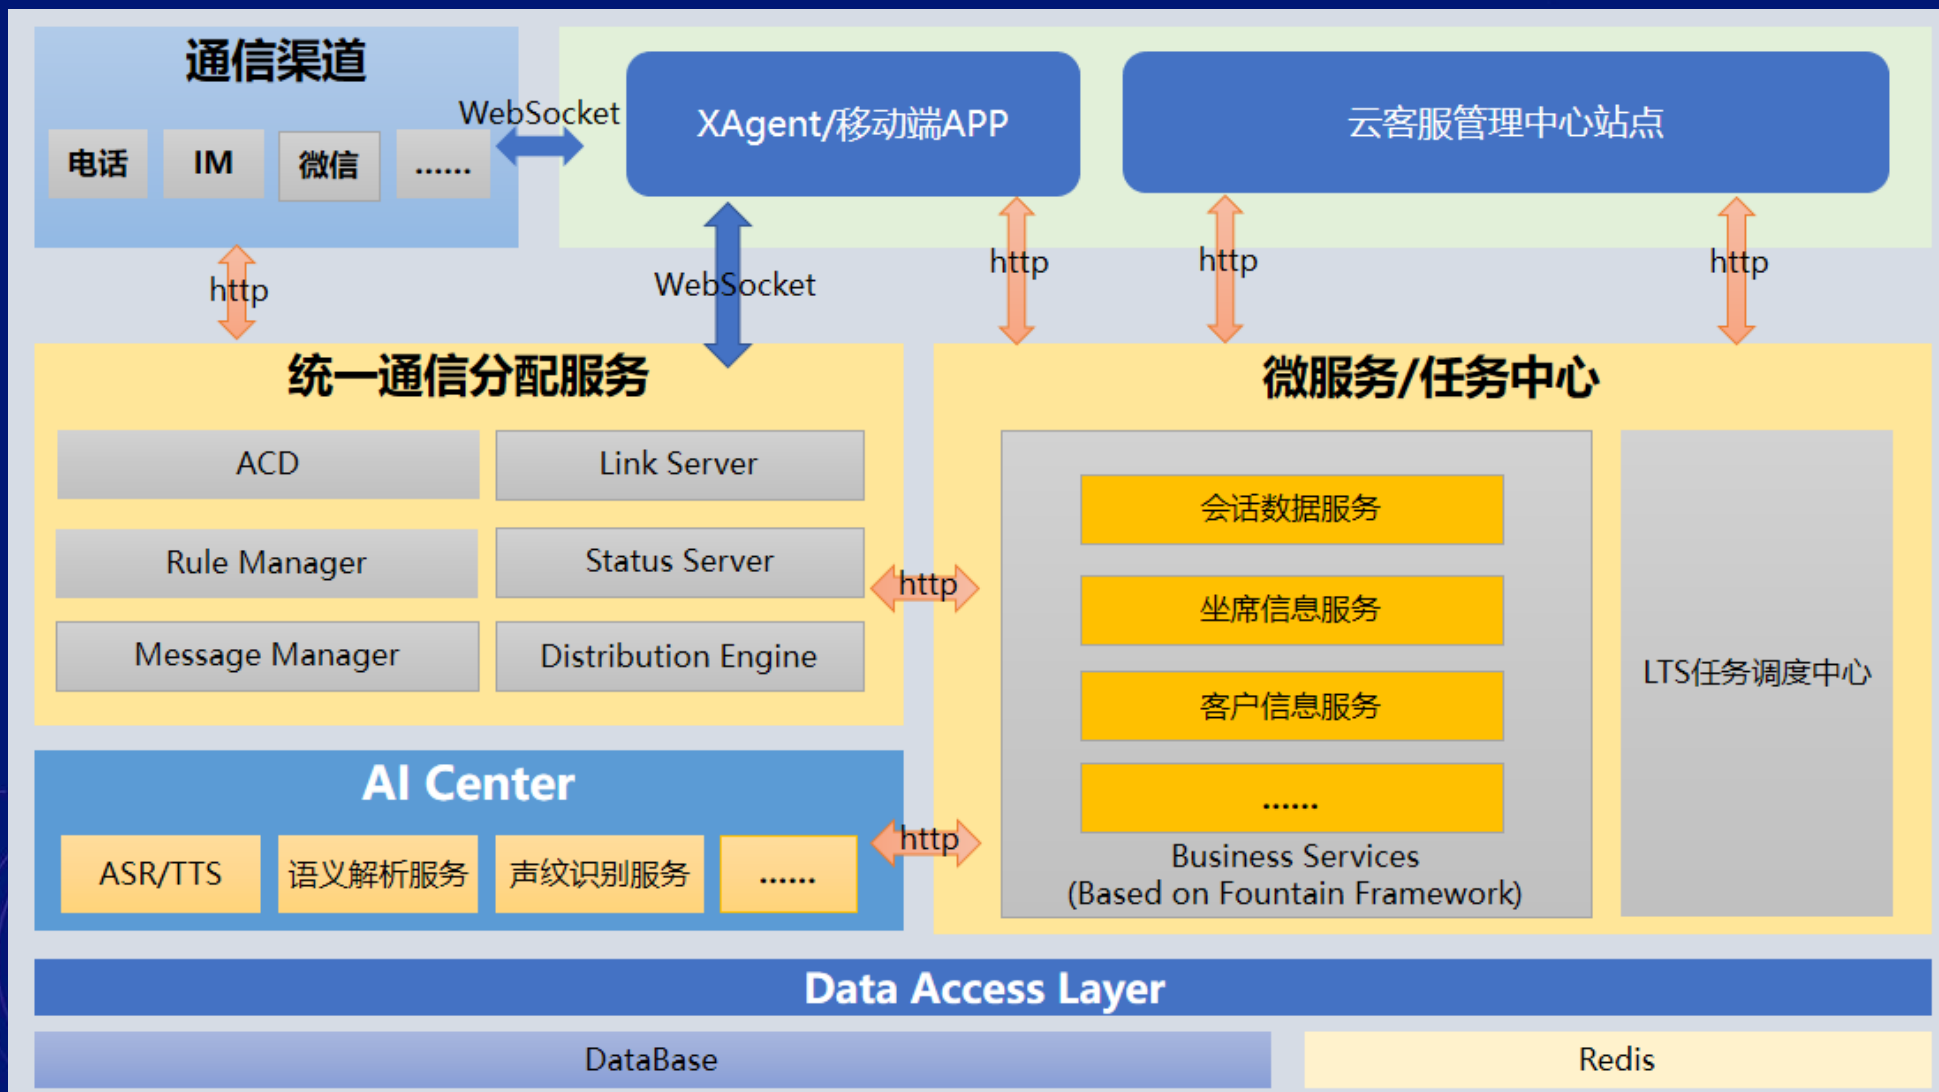 通信渠道
电话
IM
微信
......
WebSocket
XAgent/移动端APP
云客服管理中心站点
http
WebSocket
http
http
http
统一通信分配服务
ACD
Link Server
Rule Manager
Status Server
Message Manager
Distribution Engine
http
微服务/任务中心
会话数据服务
坐席信息服务
客户信息服务
......
Business Services
(Based on Fountain Framework)
LTS任务调度中心
AI Center
ASR/TTS
语义解析服务
声纹识别服务
......
http
Data Access Layer
DataBase
Redis